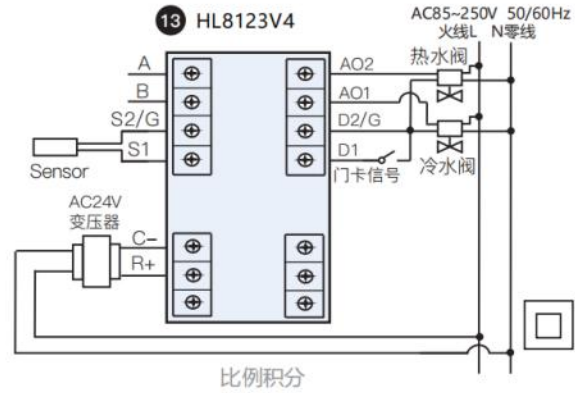 13 HL8123V4
AC85~250V 50/60Hz
火线L N零线
热水阀
A
AO2
B
AO1
S2/G
D2/G
S1
D1
Sensor
门卡信号
冷水阀
AC24V
变压器
C-
R+
比例积分